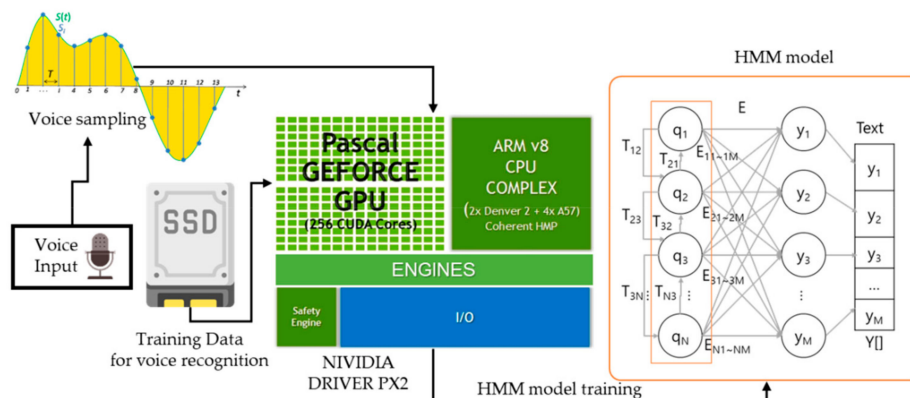 S(t)
S_i
T
0 1 2 ... i 4 5 6 7 8 9 10 11 12 13 t
Voice sampling
Voice
Input
SSD
Training Data
for voice recognition
Pascal
GEFORCE
GPU
(256 CUDA Cores)
ARM v8
CPU
COMPLEX
(2x Denver 2 + 4x A57)
Coherent HMP
ENGINES
Safety
Engine
I/O
NIVIDIA
DRIVER PX2
HMM model training
HMM model
E
q1
q2
q3
qN
T12
T21
T23
T32
T3N
TN3
E11~1M
E21~2M
E31~3M
EN1~NM
y1
y2
y3
yM
Text
y1
y2
y3
...
yM
Y[]